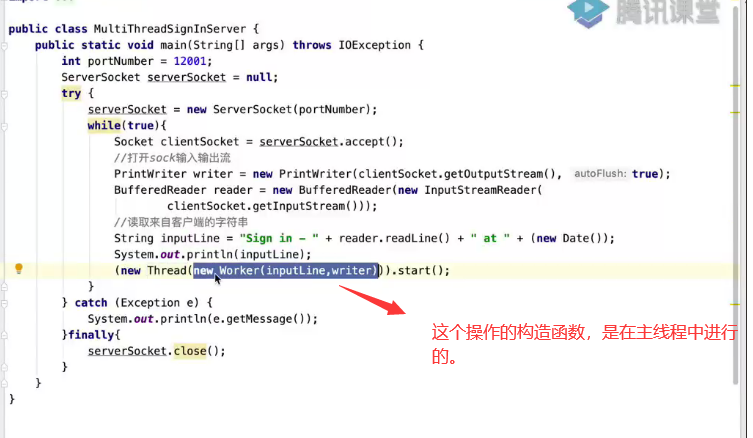 腾讯课堂
public class MultiThreadSignInServer {
public static void main(String[] args) throws IOException {
int portNumber = 12001;
ServerSocket serverSocket = null;
try {
serverSocket = new ServerSocket(portNumber);
while(true){
Socket clientSocket = serverSocket.accept();
//打开sock输入输出流
PrintWriter writer = new PrintWriter(clientSocket.getOutputStream(), autoFlush: true);
BufferedReader reader = new BufferedReader(new InputStreamReader(
clientSocket.getInputStream()));
//读取来自客户端的字符串
String inputLine = "Sign in - " + reader.readLine() + " at " + (new Date());
System.out.println(inputLine);
(new Thread(new Worker(inputLine,writer))).start();
}
} catch (Exception e) {
System.out.println(e.getMessage());
}finally{
serverSocket.close();
}
}
}
这个操作的构造函数，是在主线程中进行
的。